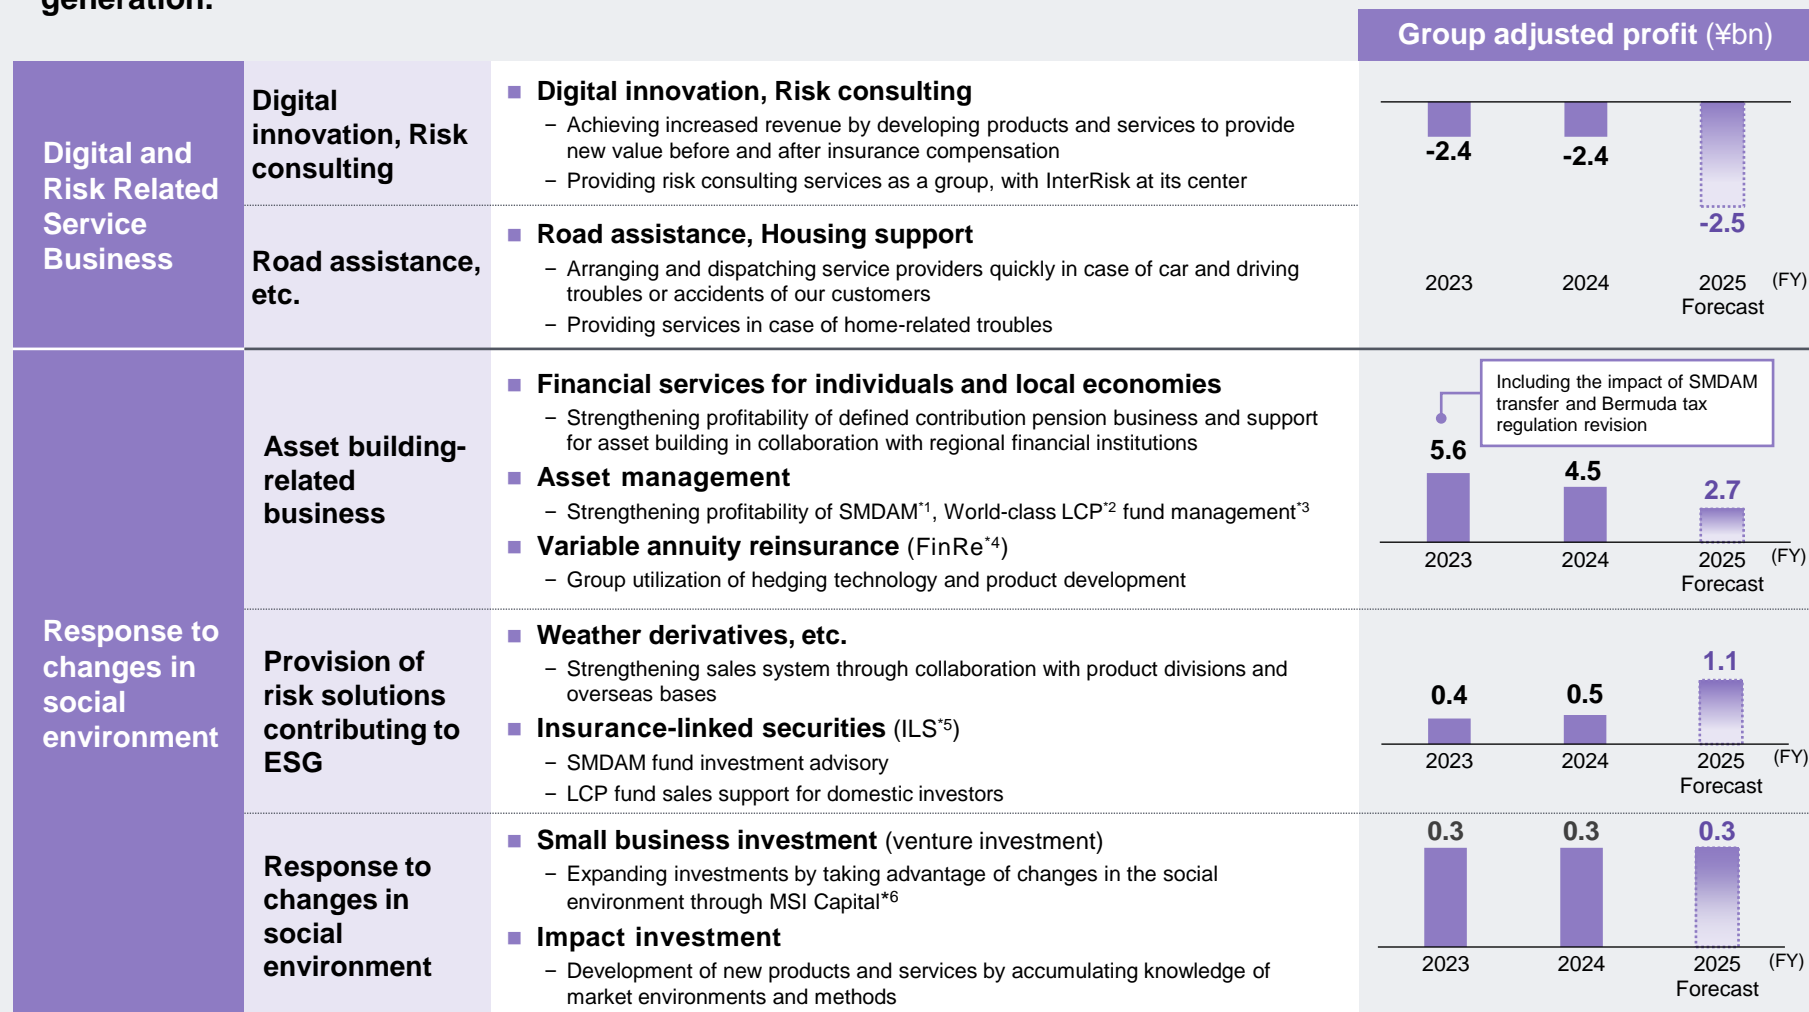 generation.
Group adjusted profit (¥bn)
Digital and
Risk Related
Service
Business
Digital
innovation, Risk
consulting
■ Digital innovation, Risk consulting
− Achieving increased revenue by developing products and services to provide
new value before and after insurance compensation
− Providing risk consulting services as a group, with InterRisk at its center
Road assistance,
etc.
■ Road assistance, Housing support
− Arranging and dispatching service providers quickly in case of car and driving
troubles or accidents of our customers
− Providing services in case of home-related troubles
-2.4
-2.4
-2.5
2023
2024
2025
Forecast
(FY)
Response to
changes in
social
environment
Asset building-
related
business
■ Financial services for individuals and local economies
− Strengthening profitability of defined contribution pension business and support
for asset building in collaboration with regional financial institutions
■ Asset management
− Strengthening profitability of SMDAM*1, World-class LCP*2 fund management*3
■ Variable annuity reinsurance (FinRe*4)
− Group utilization of hedging technology and product development
Including the impact of SMDAM
transfer and Bermuda tax
regulation revision
5.6
4.5
2.7
2023
2024
2025
Forecast
(FY)
Provision of
risk solutions
contributing to
ESG
■ Weather derivatives, etc.
− Strengthening sales system through collaboration with product divisions and
overseas bases
■ Insurance-linked securities (ILS*5)
− SMDAM fund investment advisory
− LCP fund sales support for domestic investors
0.4
0.5
1.1
2023
2024
2025
Forecast
(FY)
Response to
changes in
social
environment
■ Small business investment (venture investment)
− Expanding investments by taking advantage of changes in the social
environment through MSI Capital*6
■ Impact investment
− Development of new products and services by accumulating knowledge of
market environments and methods
0.3
0.3
0.3
2023
2024
2025
Forecast
(FY)